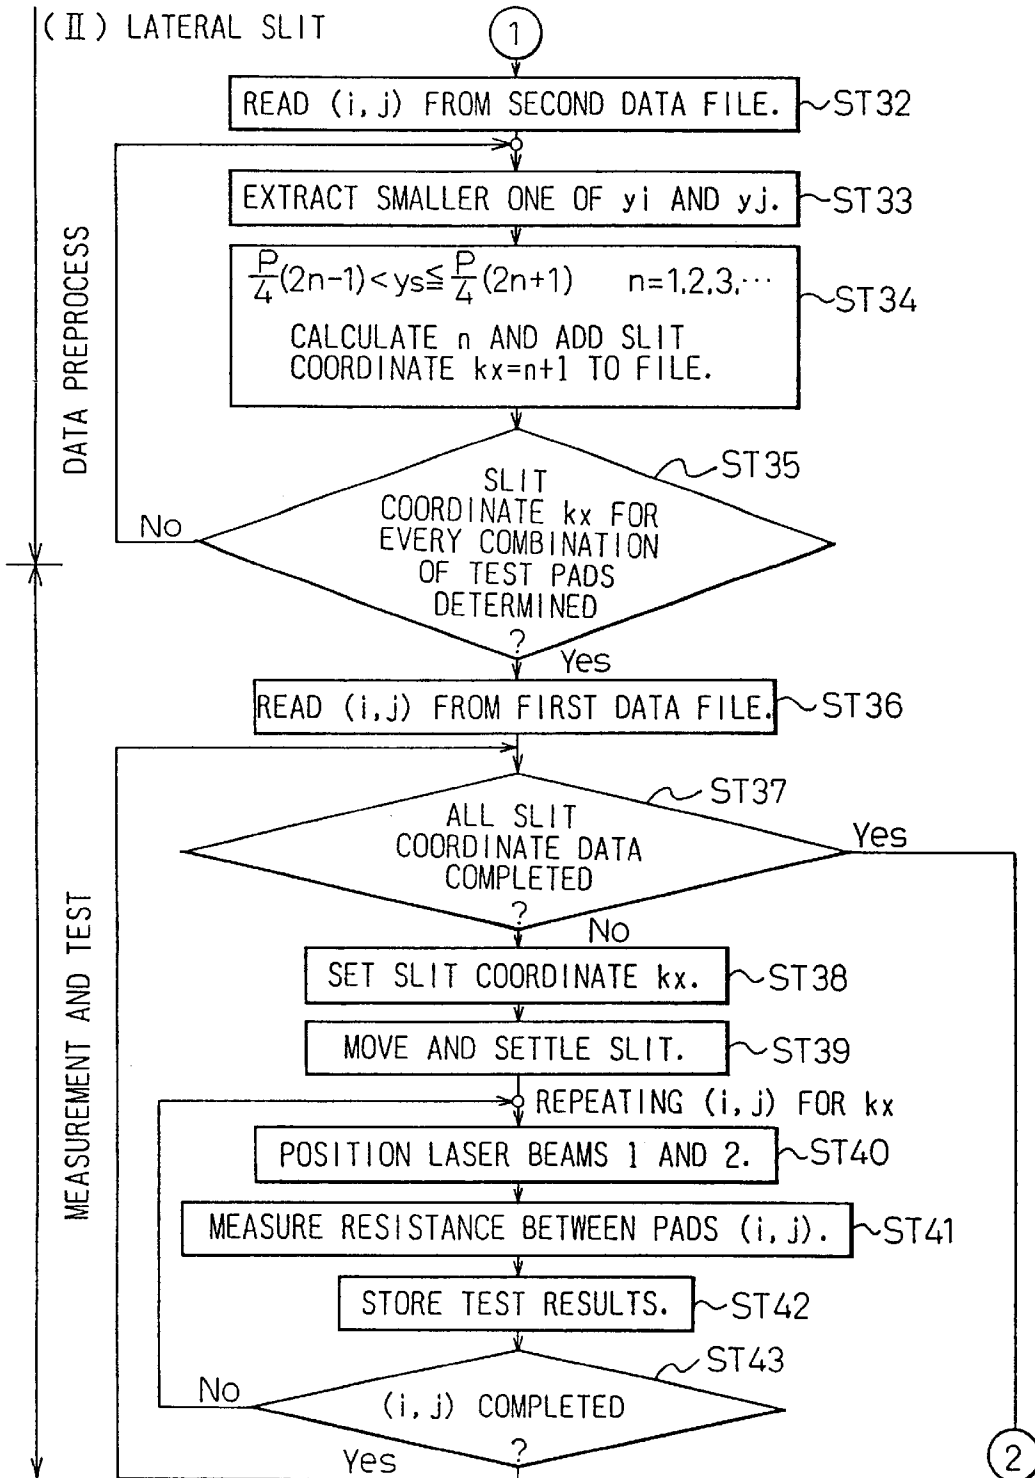 (II) LATERAL SLIT
1
READ (i,j) FROM SECOND DATA FILE. ST32
EXTRACT SMALLER ONE OF yi AND yj. ST33
P/4(2n-1)<ys≦P/4(2n+1) n=1,2,3,···
ST34
CALCULATE n AND ADD SLIT
COORDINATE kx=n+1 TO FILE.
DATA PREPROCESS
ST35
SLIT
COORDINATE kx FOR
EVERY COMBINATION
OF TEST PADS
DETERMINED
?
No
Yes
READ (i,j) FROM FIRST DATA FILE. ST36
ST37
ALL SLIT
COORDINATE DATA
COMPLETED
?
Yes
No
MEASUREMENT AND TEST
SET SLIT COORDINATE kx. ST38
MOVE AND SETTLE SLIT. ST39
REPEATING (i,j) FOR kx
POSITION LASER BEAMS 1 AND 2. ST40
MEASURE RESISTANCE BETWEEN PADS (i,j). ST41
STORE TEST RESULTS. ST42
ST43
No
(i,j) COMPLETED
?
Yes
2